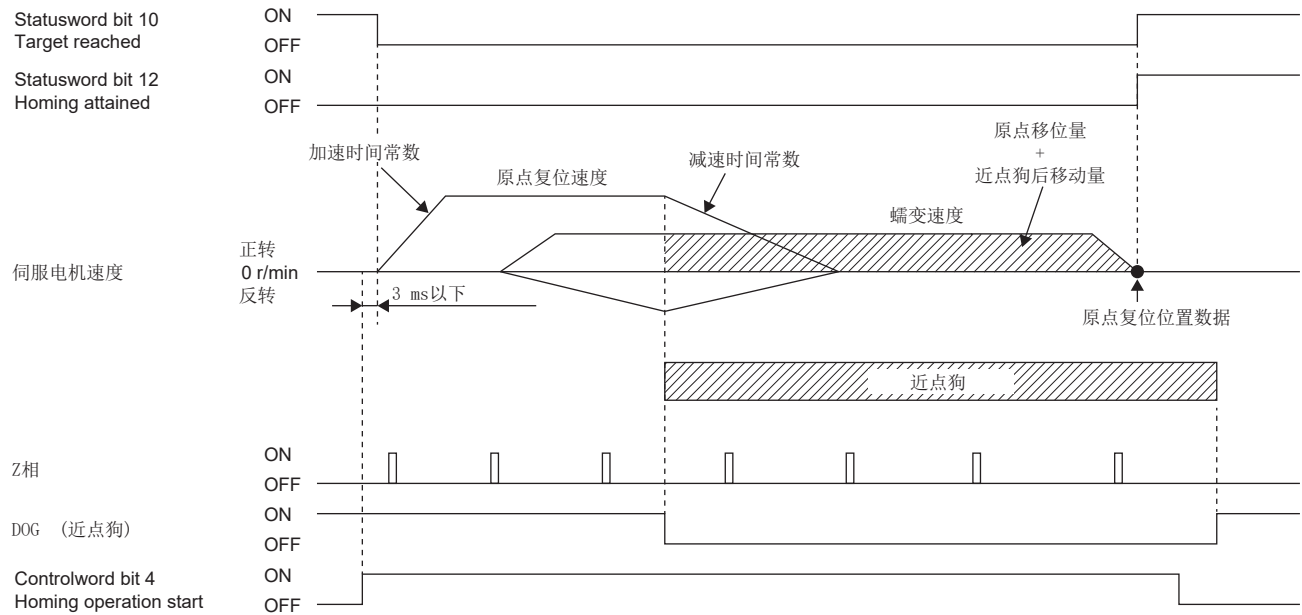 Statusword bit 10
Target reached
ON
OFF
Statusword bit 12
Homing attained
ON
OFF
加速时间常数
原点复位速度
减速时间常数
原点移位量
+
近点狗后移动量
蠕变速度
伺服电机速度
正转
0 r/min
反转
3 ms以下
原点复位位置数据
近点狗
Z相
ON
OFF
DOG (近点狗)
ON
OFF
Controlword bit 4
Homing operation start
ON
OFF